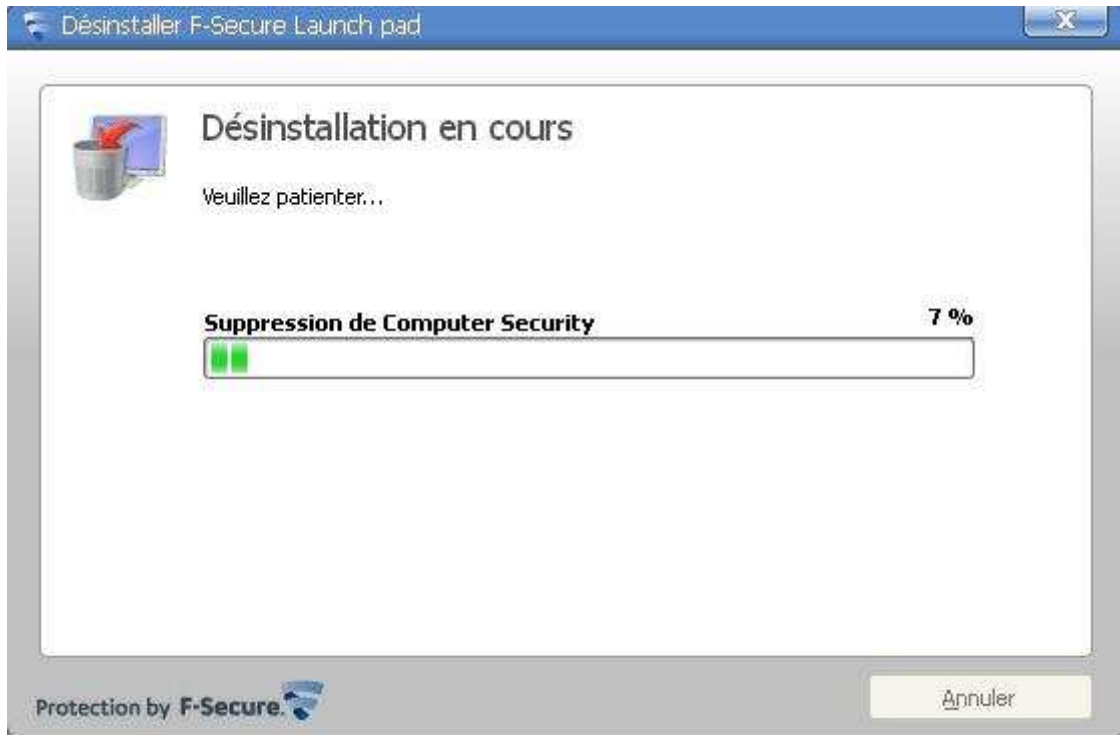 Désinstaller F-Secure Launch pad
Désinstallation en cours
Veuillez patienter...
Suppression de Computer Security 7 %
Protection by F-Secure.
Annuler